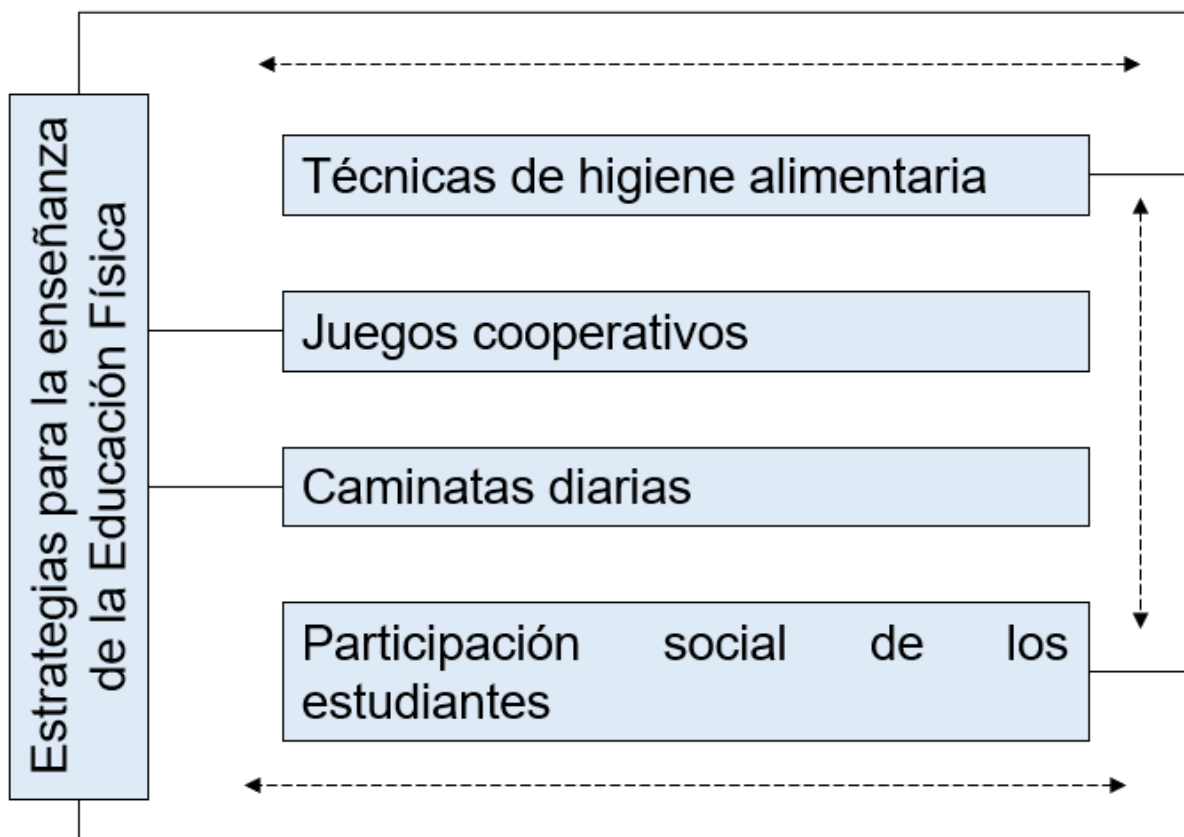 Estrategias para la enseñanza
de la Educación Física
Técnicas de higiene alimentaria
Juegos cooperativos
Caminatas diarias
Participación social de los
estudiantes